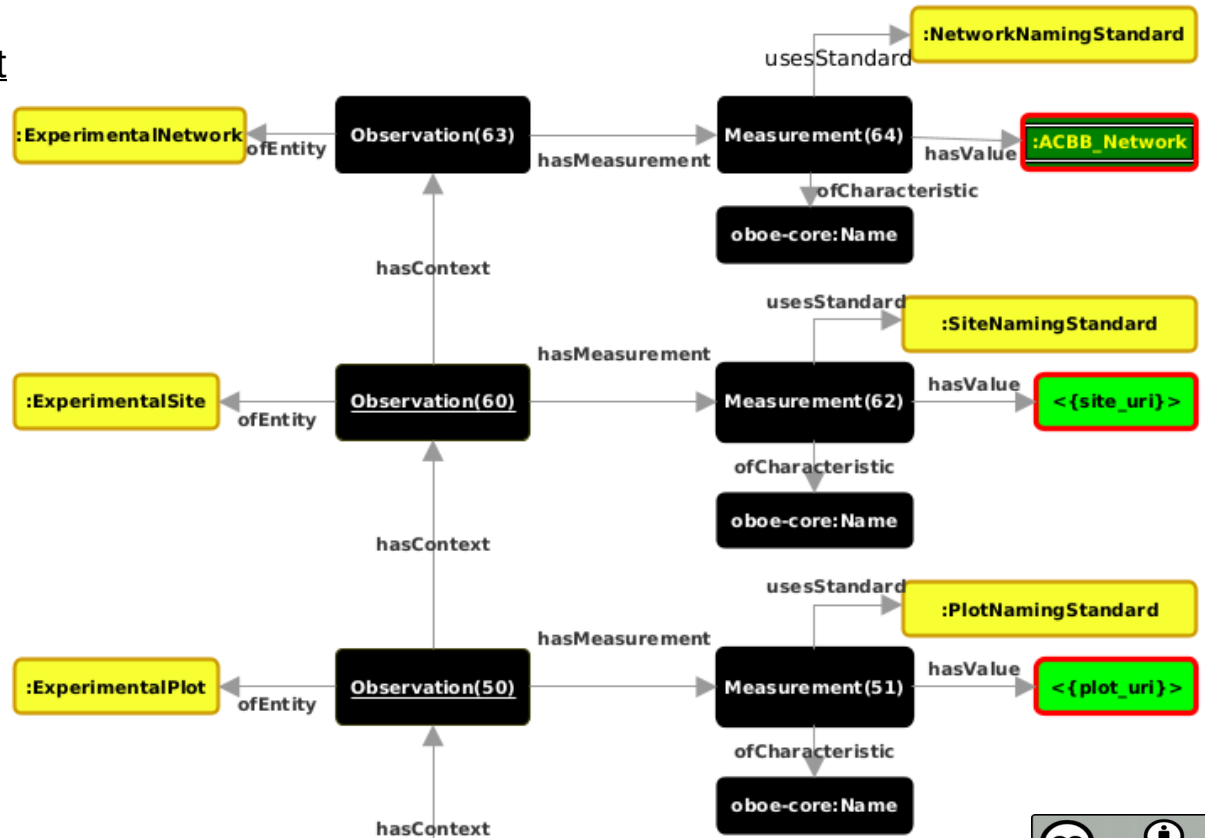 t
:NetworkNamingStandard
usesStandard
:ExperimentalNetwork
ofEntity
Observation(63)
hasMeasurement
Measurement(64)
hasValue
:ACBB_Network
ofCharacteristic
oboe-core:Name
hasContext
usesStandard
:SiteNamingStandard
hasMeasurement
:ExperimentalSite
ofEntity
Observation(60)
Measurement(62)
hasValue
<{site_uri}>
ofCharacteristic
oboe-core:Name
hasContext
usesStandard
:PlotNamingStandard
hasMeasurement
:ExperimentalPlot
ofEntity
Observation(50)
Measurement(51)
hasValue
<{plot_uri}>
ofCharacteristic
oboe-core:Name
hasContext